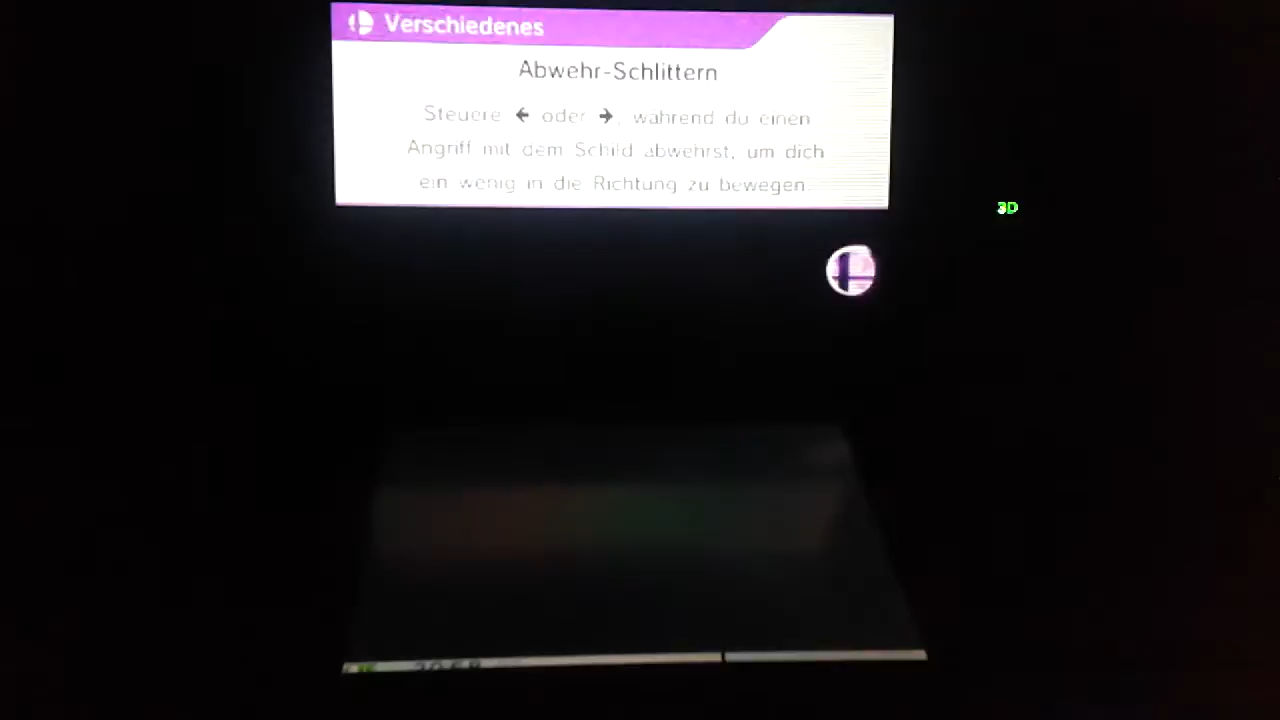 Verschiedenes
Abwehr-Schlittern
Steuere ← oder →, während du einen
Angriff mit dem Schild abwehrst, um dich
ein wenig in die Richtung zu bewegen.
3D